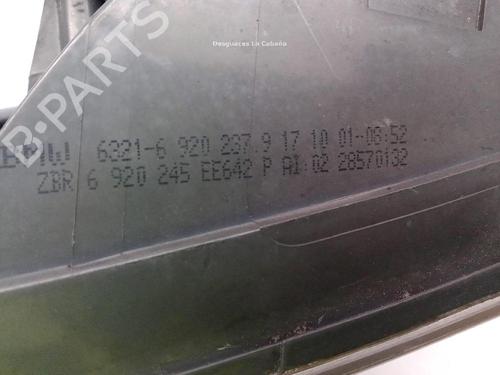 Desguaces La Cabaña
B-PARTS
BMW 6321-6 920 237.9 17 10 01-08:52
ZBR 6 920 245 EE642 P AI:02 28570132